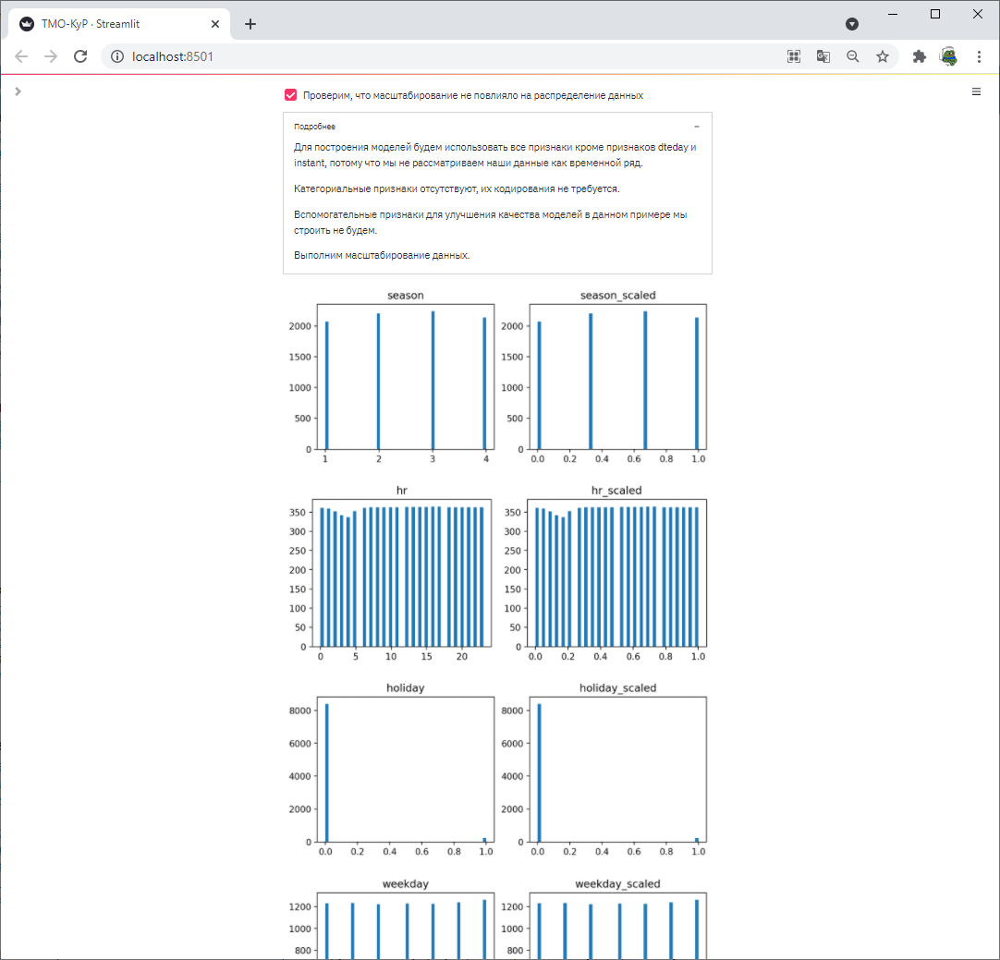 TMO-KyP · Streamlit
localhost:8501
Проверим, что масштабирование не повлияло на распределение данных
Подробнее
Для построения моделей будем использовать все признаки кроме признаков dteday и
instant, потому что мы не рассматриваем наши данные как временной ряд.
Категориальные признаки отсутствуют, их кодирования не требуется.
Вспомогательные признаки для улучшения качества моделей в данном примере мы
строить не будем.
Выполним масштабирование данных.
season
2000
1500
1000
500
0
1 2 3 4
season_scaled
2000
1500
1000
500
0
0.0 0.2 0.4 0.6 0.8 1.0
hr
350
300
250
200
150
100
50
0
0 5 10 15 20
hr_scaled
350
300
250
200
150
100
50
0
0.0 0.2 0.4 0.6 0.8 1.0
holiday
8000
6000
4000
2000
0
0.0 0.2 0.4 0.6 0.8 1.0
holiday_scaled
8000
6000
4000
2000
0
0.0 0.2 0.4 0.6 0.8 1.0
weekday
1200
1000
800
weekday_scaled
1200
1000
800